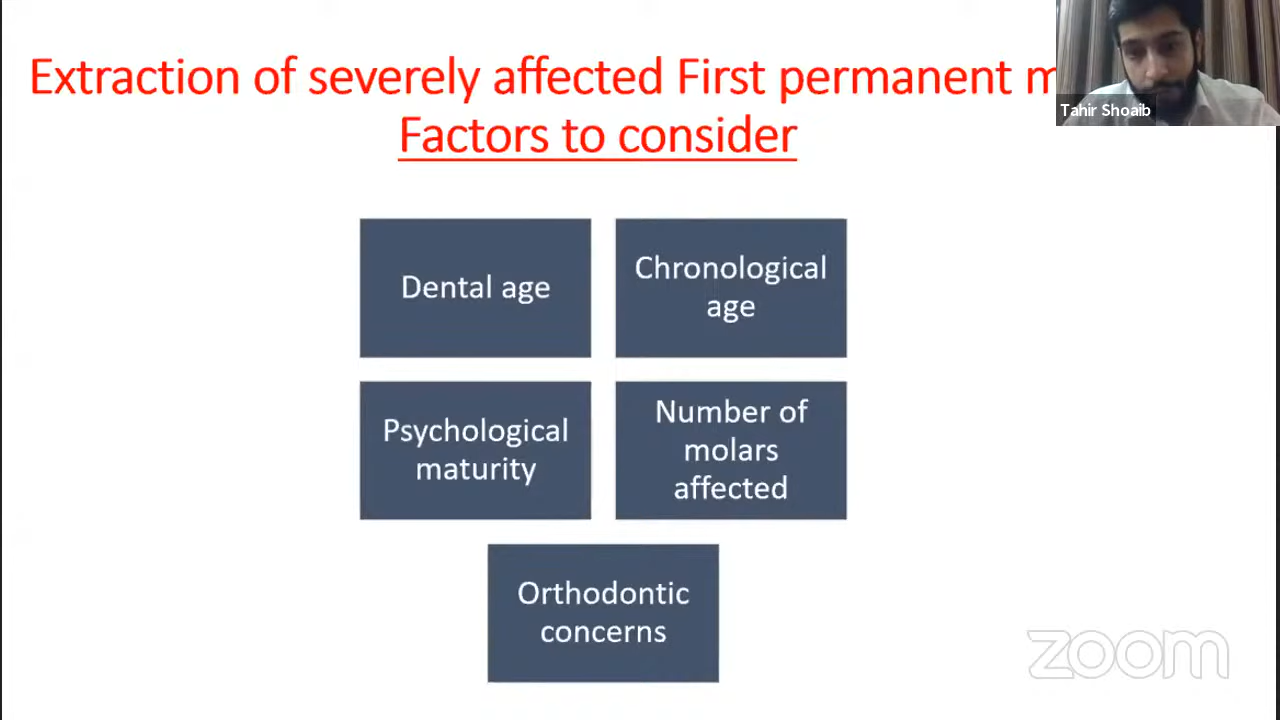 Extraction of severely affected First permanent
Tahir Shoaib
Factors to consider
Dental age
Chronological
age
Psychological
maturity
Number of
molars
affected
Orthodontic
concerns
zoom